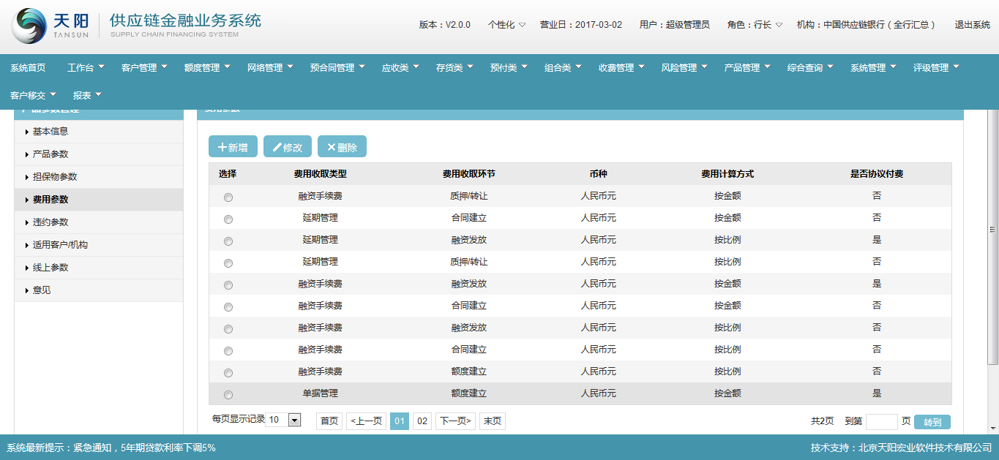 天阳
TANSUN
供应链金融业务系统
SUPPLY CHAIN FINANCING SYSTEM
版本：V2.0.0 个性化 营业日：2017-03-02 用户：超级管理员 角色：行长 机构：中国供应链银行（全行汇总） 退出系统
系统首页 工作台 客户管理 额度管理 网络管理 预合同管理 应收类 存货类 预付类 组合类 收费管理 风险管理 产品管理 综合查询 系统管理 评级管理
客户移交 报表
产品参数管理
基本信息
产品参数
担保物参数
费用参数
违约参数
适用客户/机构
线上参数
意见
费用参数
新增 修改 删除
选择 费用收取类型 费用收取环节 币种 费用计算方式 是否协议付费
融资手续费 质押/转让 人民币元 按金额 否
延期管理 合同建立 人民币元 按金额 否
延期管理 融资发放 人民币元 按比例 是
延期管理 质押/转让 人民币元 按比例 否
融资手续费 融资发放 人民币元 按金额 是
融资手续费 合同建立 人民币元 按金额 否
融资手续费 融资发放 人民币元 按比例 否
融资手续费 合同建立 人民币元 按比例 否
融资手续费 额度建立 人民币元 按比例 否
单据管理 额度建立 人民币元 按金额 是
每页显示记录 10 首页 <上一页 01 02 下一页> 末页 共2页 到第 页 转到
系统最新提示：紧急通知，5年期贷款利率下调5% 技术支持：北京天阳宏业软件技术有限公司